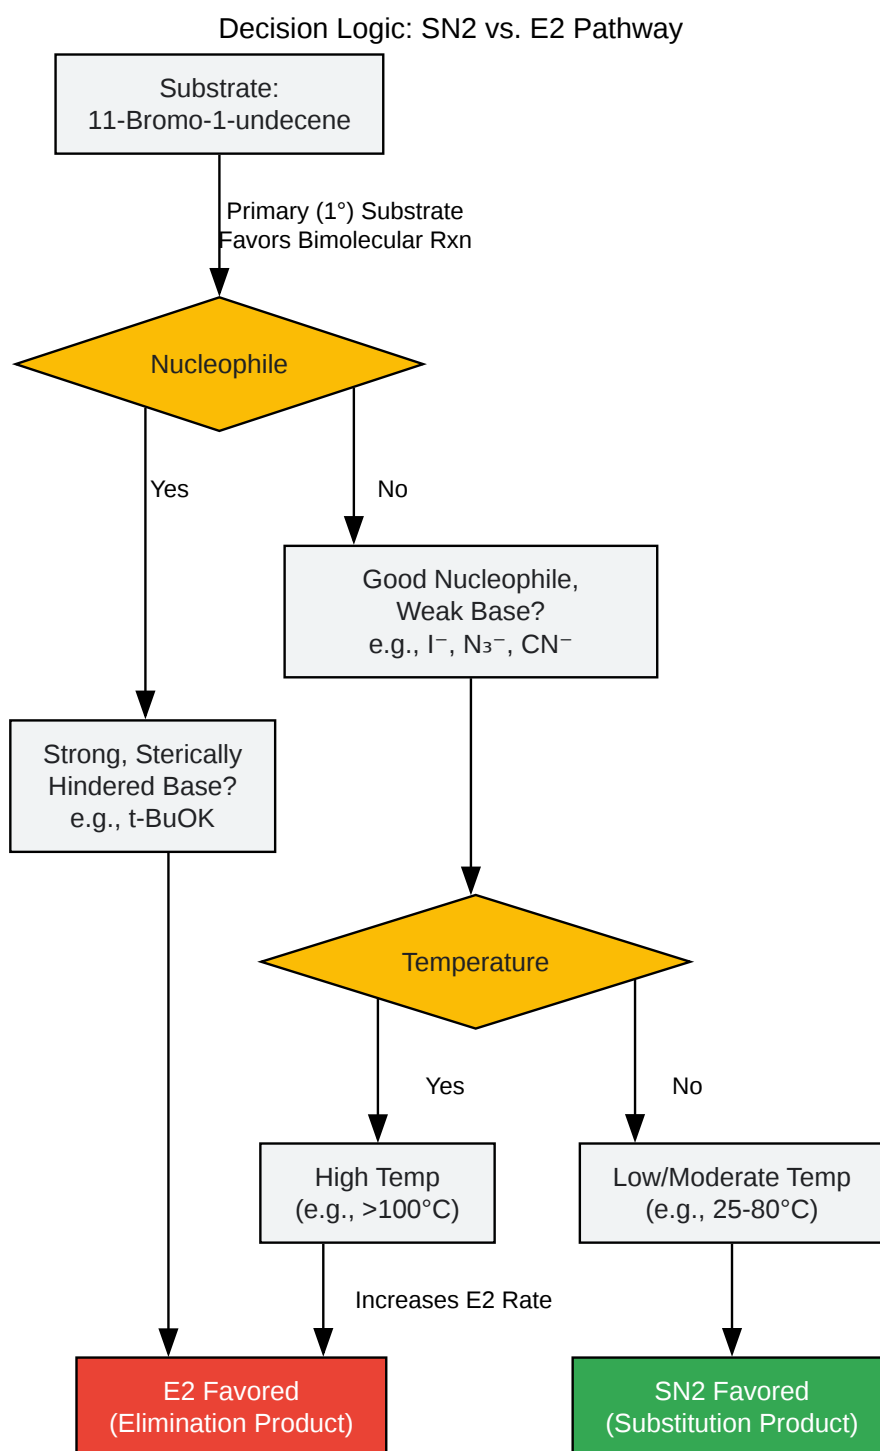 Decision Logic: SN2 vs. E2 Pathway
Substrate:
11-Bromo-1-undecene
Primary (1°) Substrate
Favors Bimolecular Rxn
Nucleophile
Yes
No
Good Nucleophile,
Weak Base?
e.g., I⁻, N₃⁻, CN⁻
Strong, Sterically
Hindered Base?
e.g., t-BuOK
Temperature
Yes
No
High Temp
(e.g., >100°C)
Low/Moderate Temp
(e.g., 25-80°C)
Increases E2 Rate
E2 Favored
(Elimination Product)
SN2 Favored
(Substitution Product)